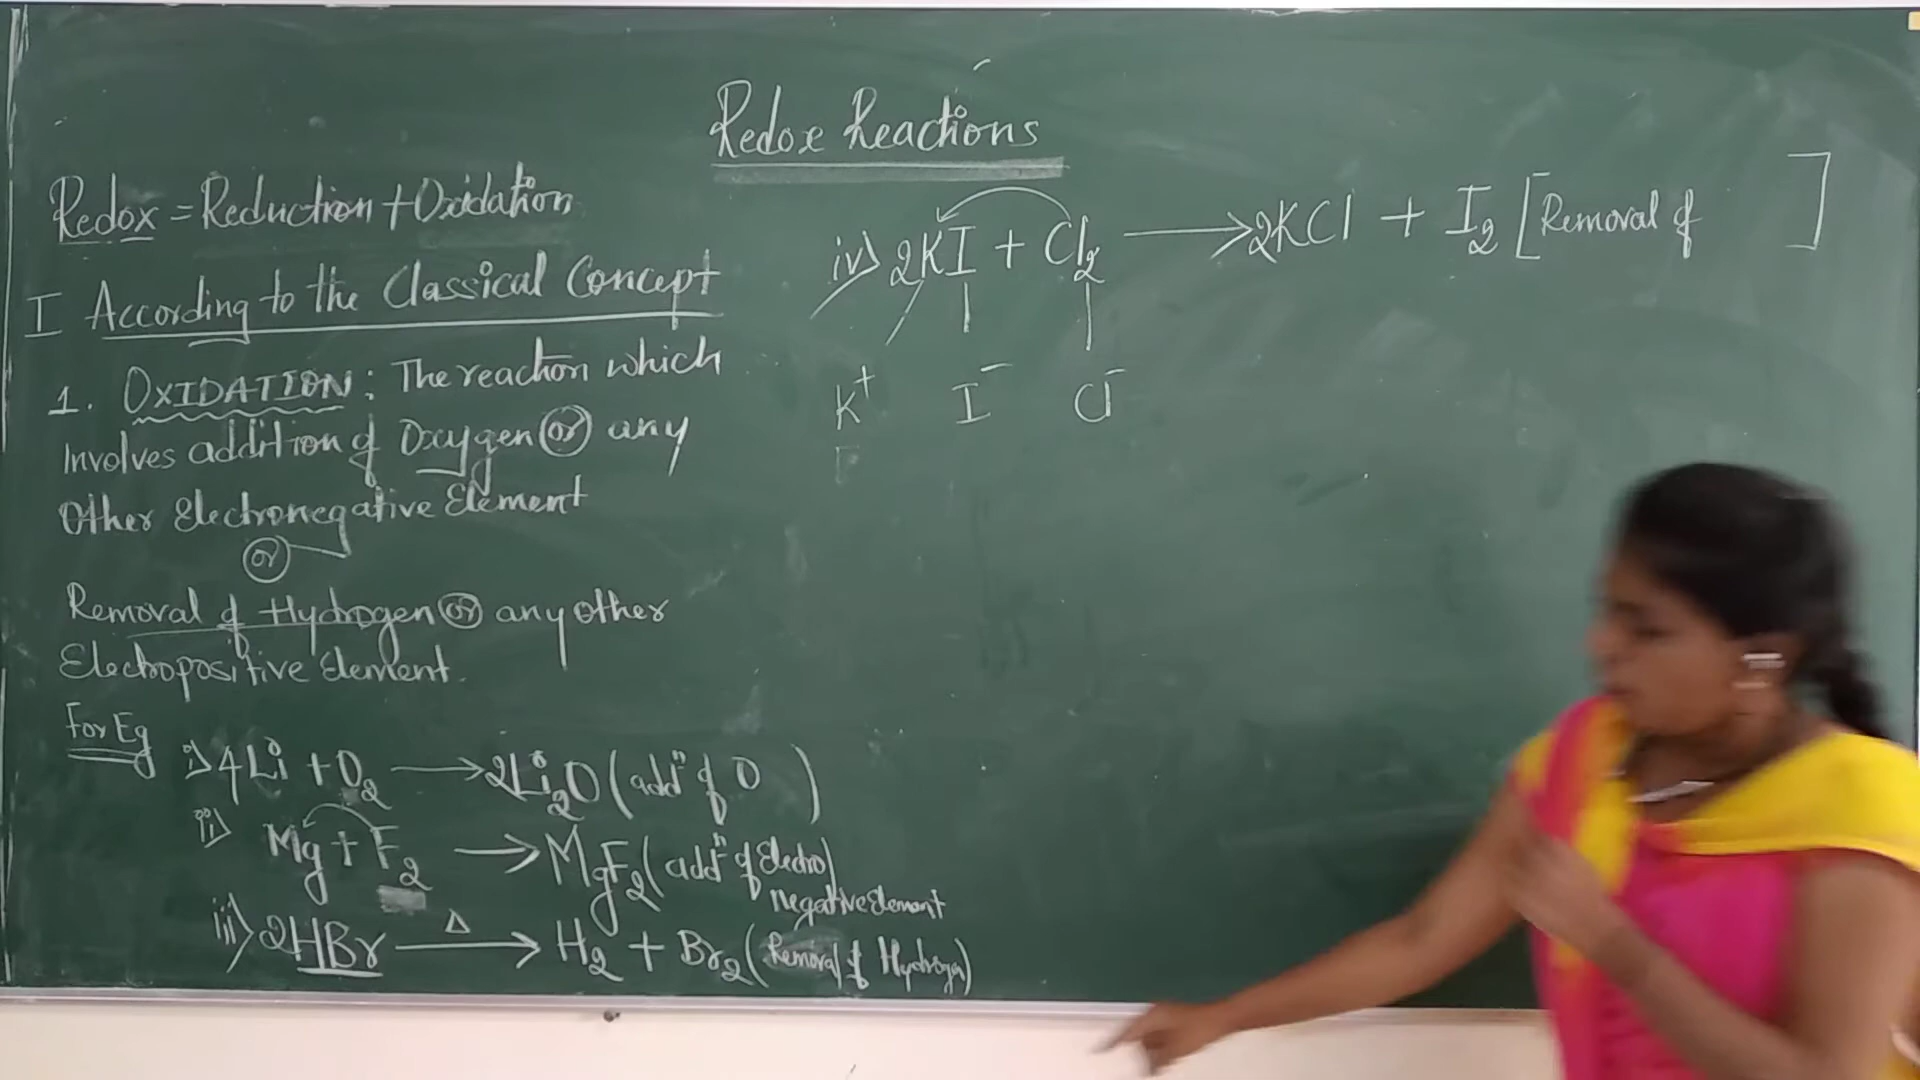 Redox Reactions
Redox = Reduction + Oxidation
I According to the Classical Concept
1. OXIDATION : The reaction which
Involves addition of Oxygen (or) any
Other Electronegative Element
(or)
Removal of Hydrogen (or) any other
Electropositive Element.
For Eg
i) 4Li + O₂ ⟶ 2Li₂O (addⁿ of O )
ii) Mg + F₂ ⟶ MgF₂ (addⁿ of Electro)
negative element
iii) 2HBr —Δ⟶ H₂ + Br₂ (Removal of Hydrogen)
iv) 2KI + Cl₂ ⟶ 2KCl + I₂ [Removal of ]
K⁺ I⁻ Cl⁻